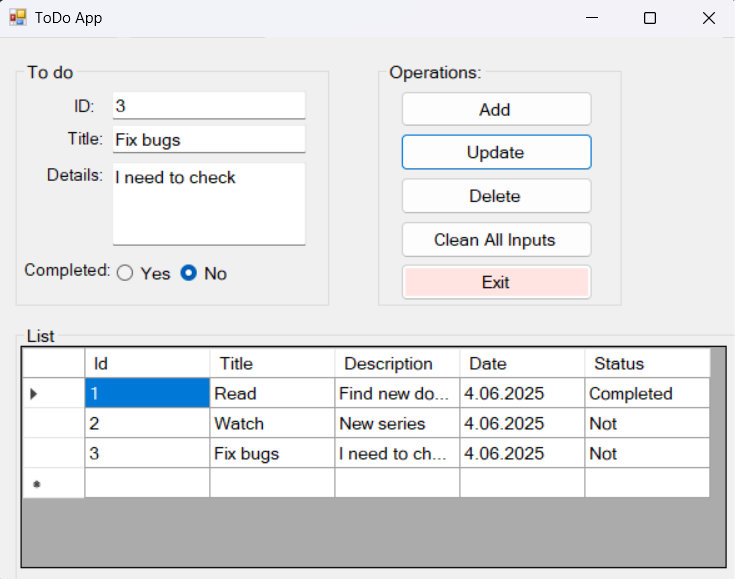 ToDo App
To do
ID: 3
Title: Fix bugs
Details: I need to check
Completed: Yes No
Operations:
Add
Update
Delete
Clean All Inputs
Exit
List
Id Title Description Date Status
1 Read Find new do... 4.06.2025 Completed
2 Watch New series 4.06.2025 Not
3 Fix bugs I need to ch... 4.06.2025 Not
*